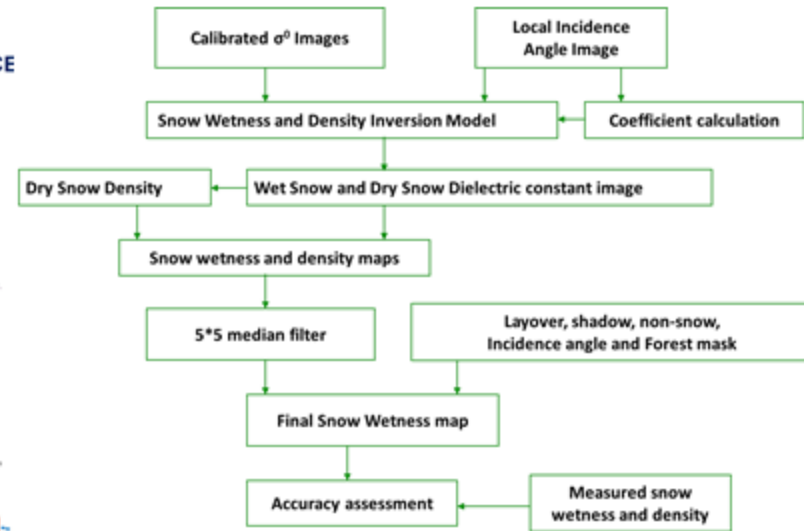 Calibrated σ⁰ Images
Local Incidence
Angle Image
CE
Snow Wetness and Density Inversion Model
Coefficient calculation
Dry Snow Density
Wet Snow and Dry Snow Dielectric constant image
Snow wetness and density maps
5*5 median filter
Layover, shadow, non-snow,
Incidence angle and Forest mask
Final Snow Wetness map
Accuracy assessment
Measured snow
wetness and density